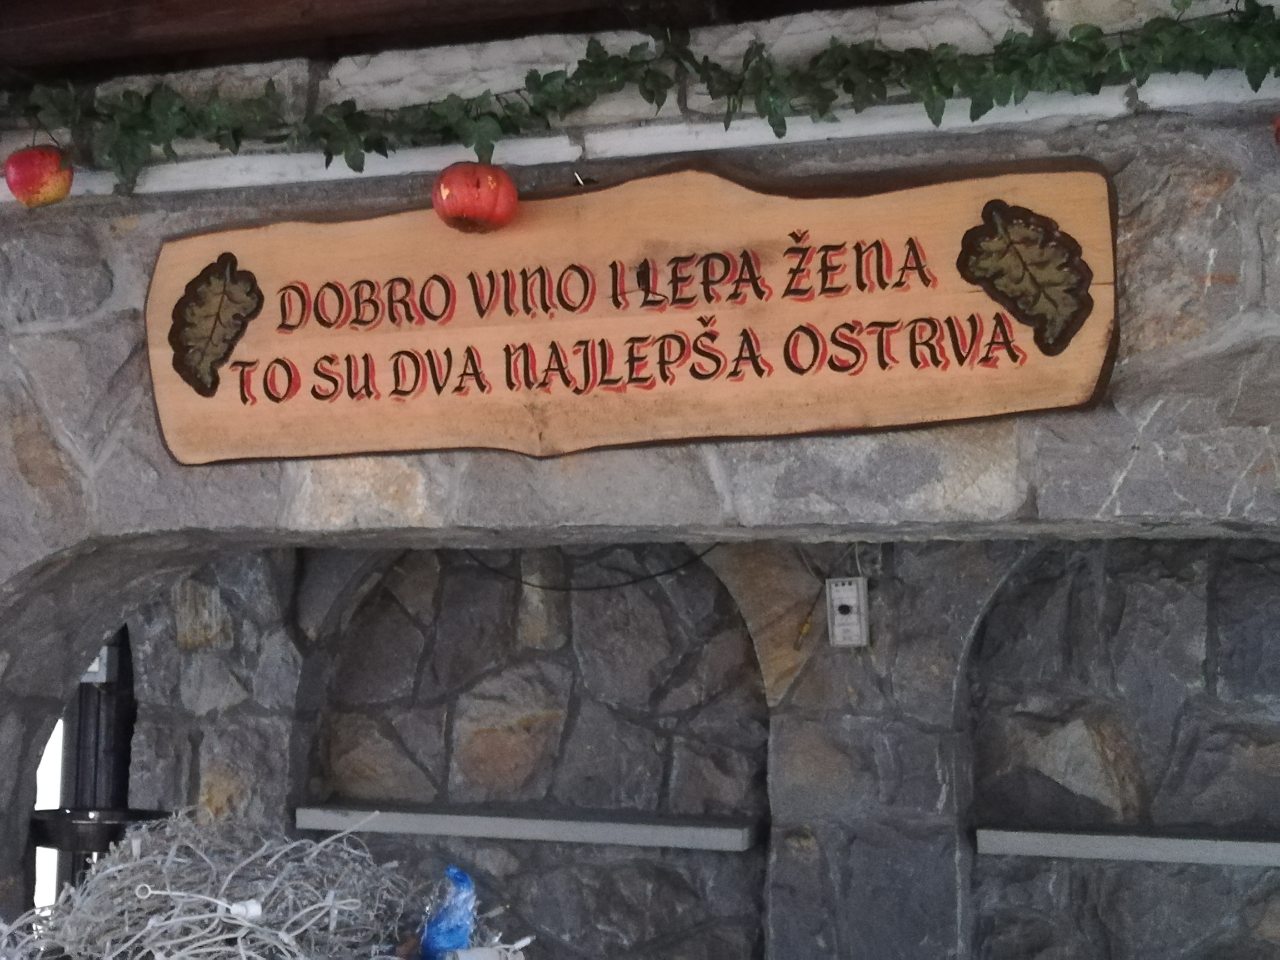 DOBRO VINO I LEPA ŽENA
TO SU DVA NAJLEPŠA OSTRVA